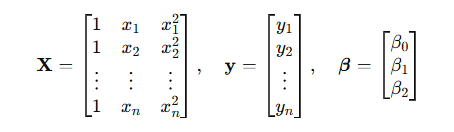 X = [1 x₁ x₁²; 1 x₂ x₂²; ⋮ ⋮ ⋮; 1 xₙ xₙ²], y = [y₁; y₂; ⋮; yₙ], β = [β₀; β₁; β₂]